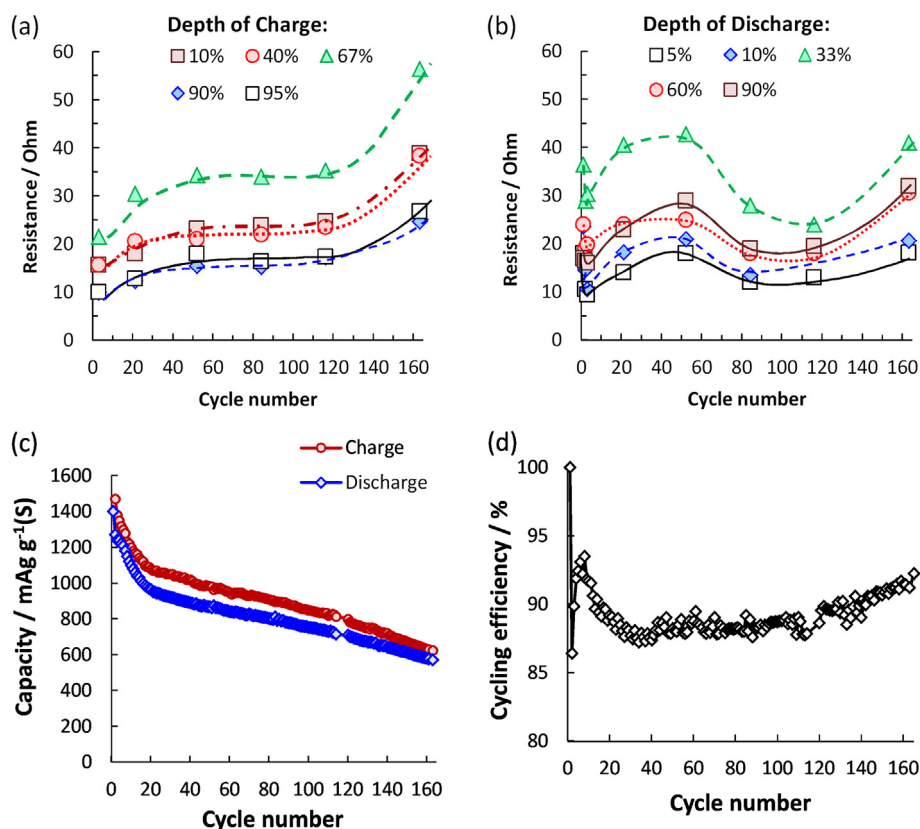 (a)
Depth of Charge:
10% 40% 67%
90% 95%
60
50
40
30
20
10
0
Resistance / Ohm
0 20 40 60 80 100 120 140 160
Cycle number
(b)
Depth of Discharge:
5% 10% 33%
60% 90%
60
50
40
30
20
10
0
Resistance / Ohm
0 20 40 60 80 100 120 140 160
Cycle number
(c)
Charge
Discharge
1600
1400
1200
1000
800
600
400
200
0
Capacity / mAg g⁻¹(S)
0 20 40 60 80 100 120 140 160
Cycle number
(d)
100
95
90
85
80
Cycling efficiency / %
0 20 40 60 80 100 120 140 160
Cycle number